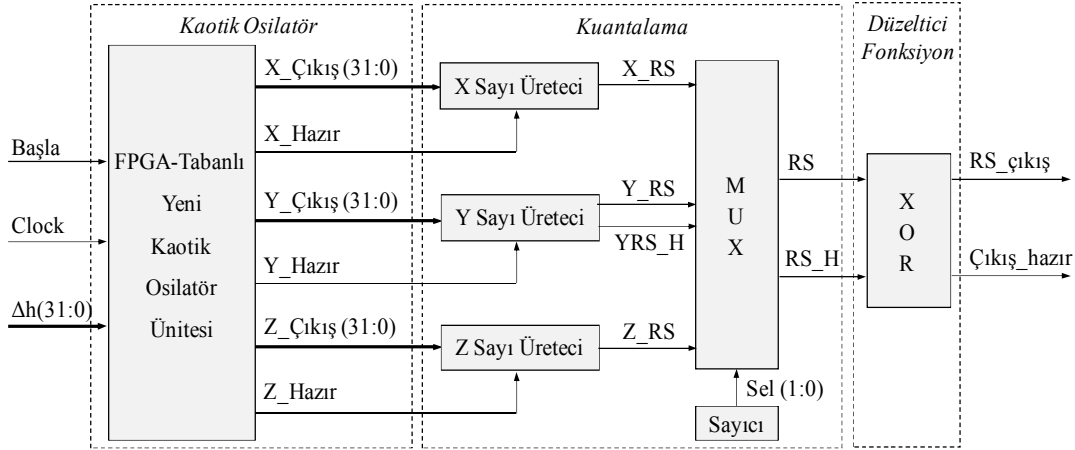 Kaotik Osilatör
Kuantalama
Düzeltici
Fonksiyon
Başla
Clock
Δh(31:0)
FPGA-Tabanlı
Yeni
Kaotik
Osilatör
Ünitesi
X_Çıkış (31:0)
X_Hazır
Y_Çıkış (31:0)
Y_Hazır
Z_Çıkış (31:0)
Z_Hazır
X Sayı Üreteci
Y Sayı Üreteci
Z Sayı Üreteci
X_RS
Y_RS
YRS_H
Z_RS
M
U
X
Sel (1:0)
Sayıcı
RS
RS_H
X
O
R
RS_çıkış
Çıkış_hazır